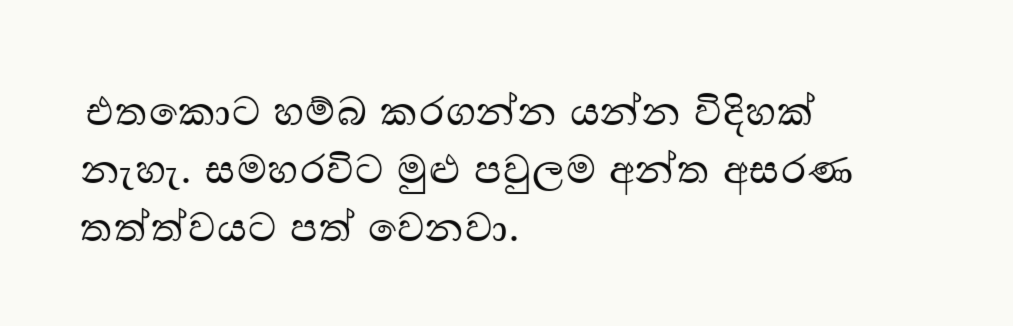 එතකොට හම්බ කරගන්න යන්න විදිහක්
නැහැ. සමහරවිට මුළු පවුලම අන්ත අසරණ
තත්ත්වයට පත් වෙනවා.